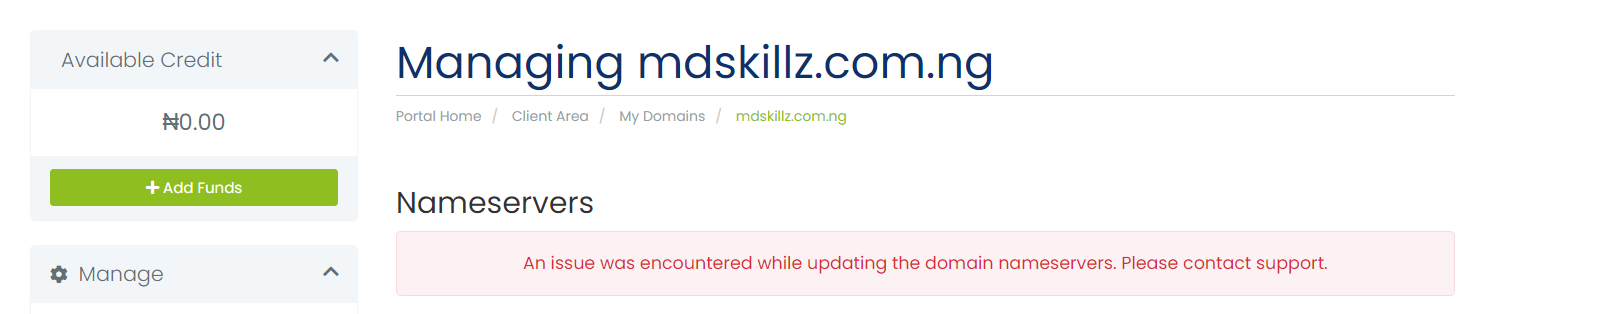 Available Credit
₦0.00
Add Funds
Manage
Managing mdskillz.com.ng
Portal Home / Client Area / My Domains / mdskillz.com.ng
Nameservers
An issue was encountered while updating the domain nameservers. Please contact support.